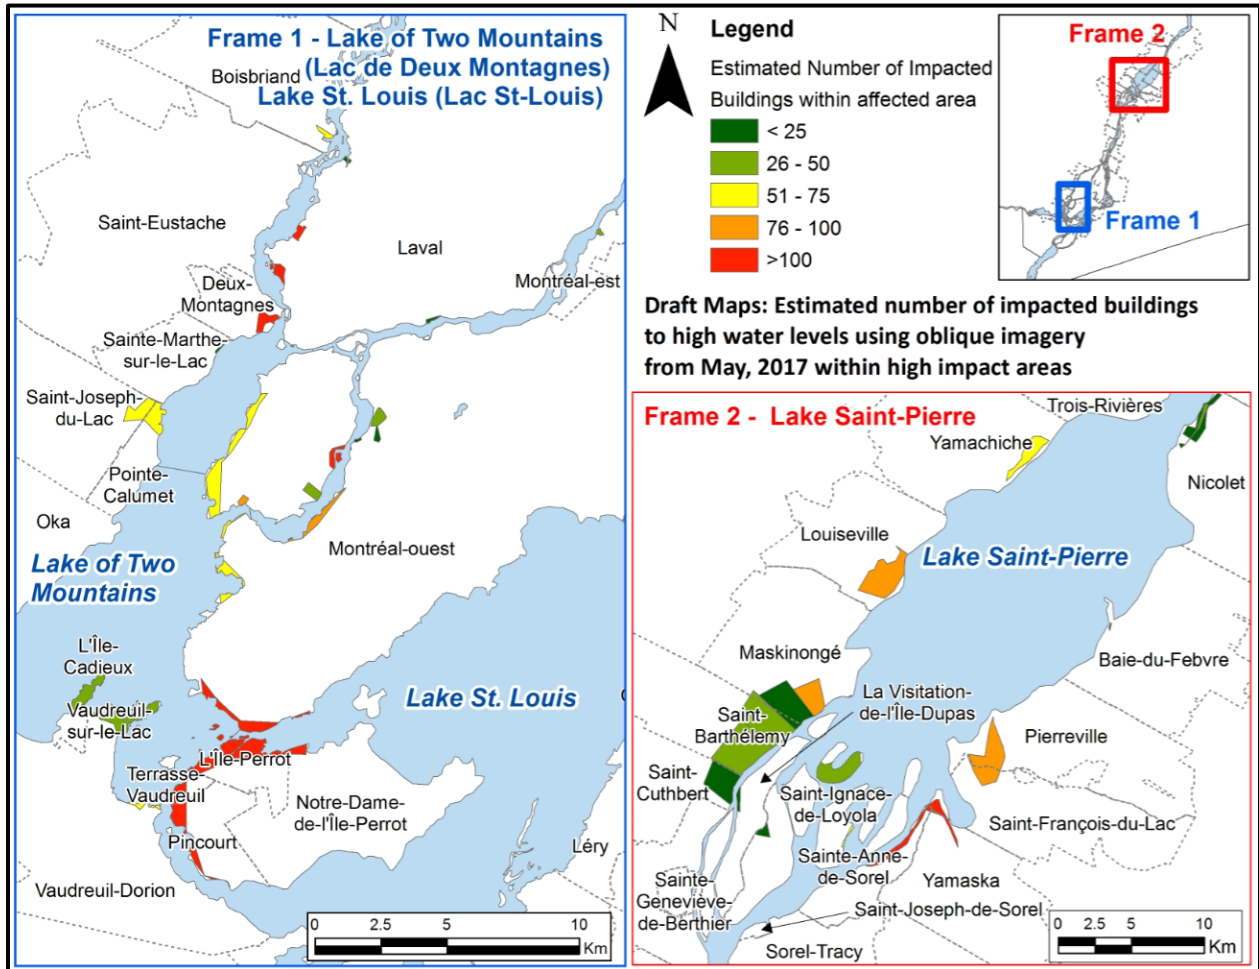 Frame 1 - Lake of Two Mountains
(Lac de Deux Montagnes)
Lake St. Louis (Lac St-Louis)
Boisbriand
Saint-Eustache
Laval
Deux-
Montagnes
Montréal-est
Sainte-Marthe-
sur-le-Lac
Saint-Joseph-
du-Lac
Pointe-
Calumet
Oka
Montréal-ouest
Lake of Two
Mountains
L'Île-
Cadieux
Vaudreuil-
sur-le-Lac
Lake St. Louis
L'Île-Perrot
Terrasse-
Vaudreuil
Notre-Dame-
de-l'Île-Perrot
Pincourt
Léry
Vaudreuil-Dorion
0 2.5 5 10
Km
N
Legend
Estimated Number of Impacted
Buildings within affected area
< 25
26 - 50
51 - 75
76 - 100
>100
Frame 2
Frame 1
Draft Maps: Estimated number of impacted buildings
to high water levels using oblique imagery
from May, 2017 within high impact areas
Frame 2 - Lake Saint-Pierre
Trois-Rivières
Yamachiche
Nicolet
Louiseville
Lake Saint-Pierre
Maskinongé
Baie-du-Febvre
La Visitation-
de-l'Île-Dupas
Saint-
Barthélemy
Pierreville
Saint-
Cuthbert
Saint-Ignace-
de-Loyola
Saint-François-du-Lac
Sainte-Anne-
de-Sorel
Yamaska
Sainte-
Geneviève-
de-Berthier
Saint-Joseph-de-Sorel
Sorel-Tracy
0 2.5 5 10
Km